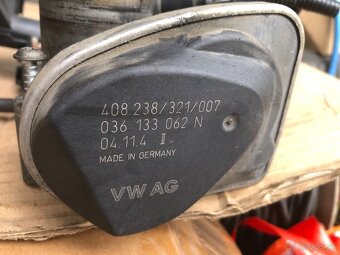 408.238/321/007
036 133 062 N
04.11.4 I
MADE IN GERMANY
VW AG